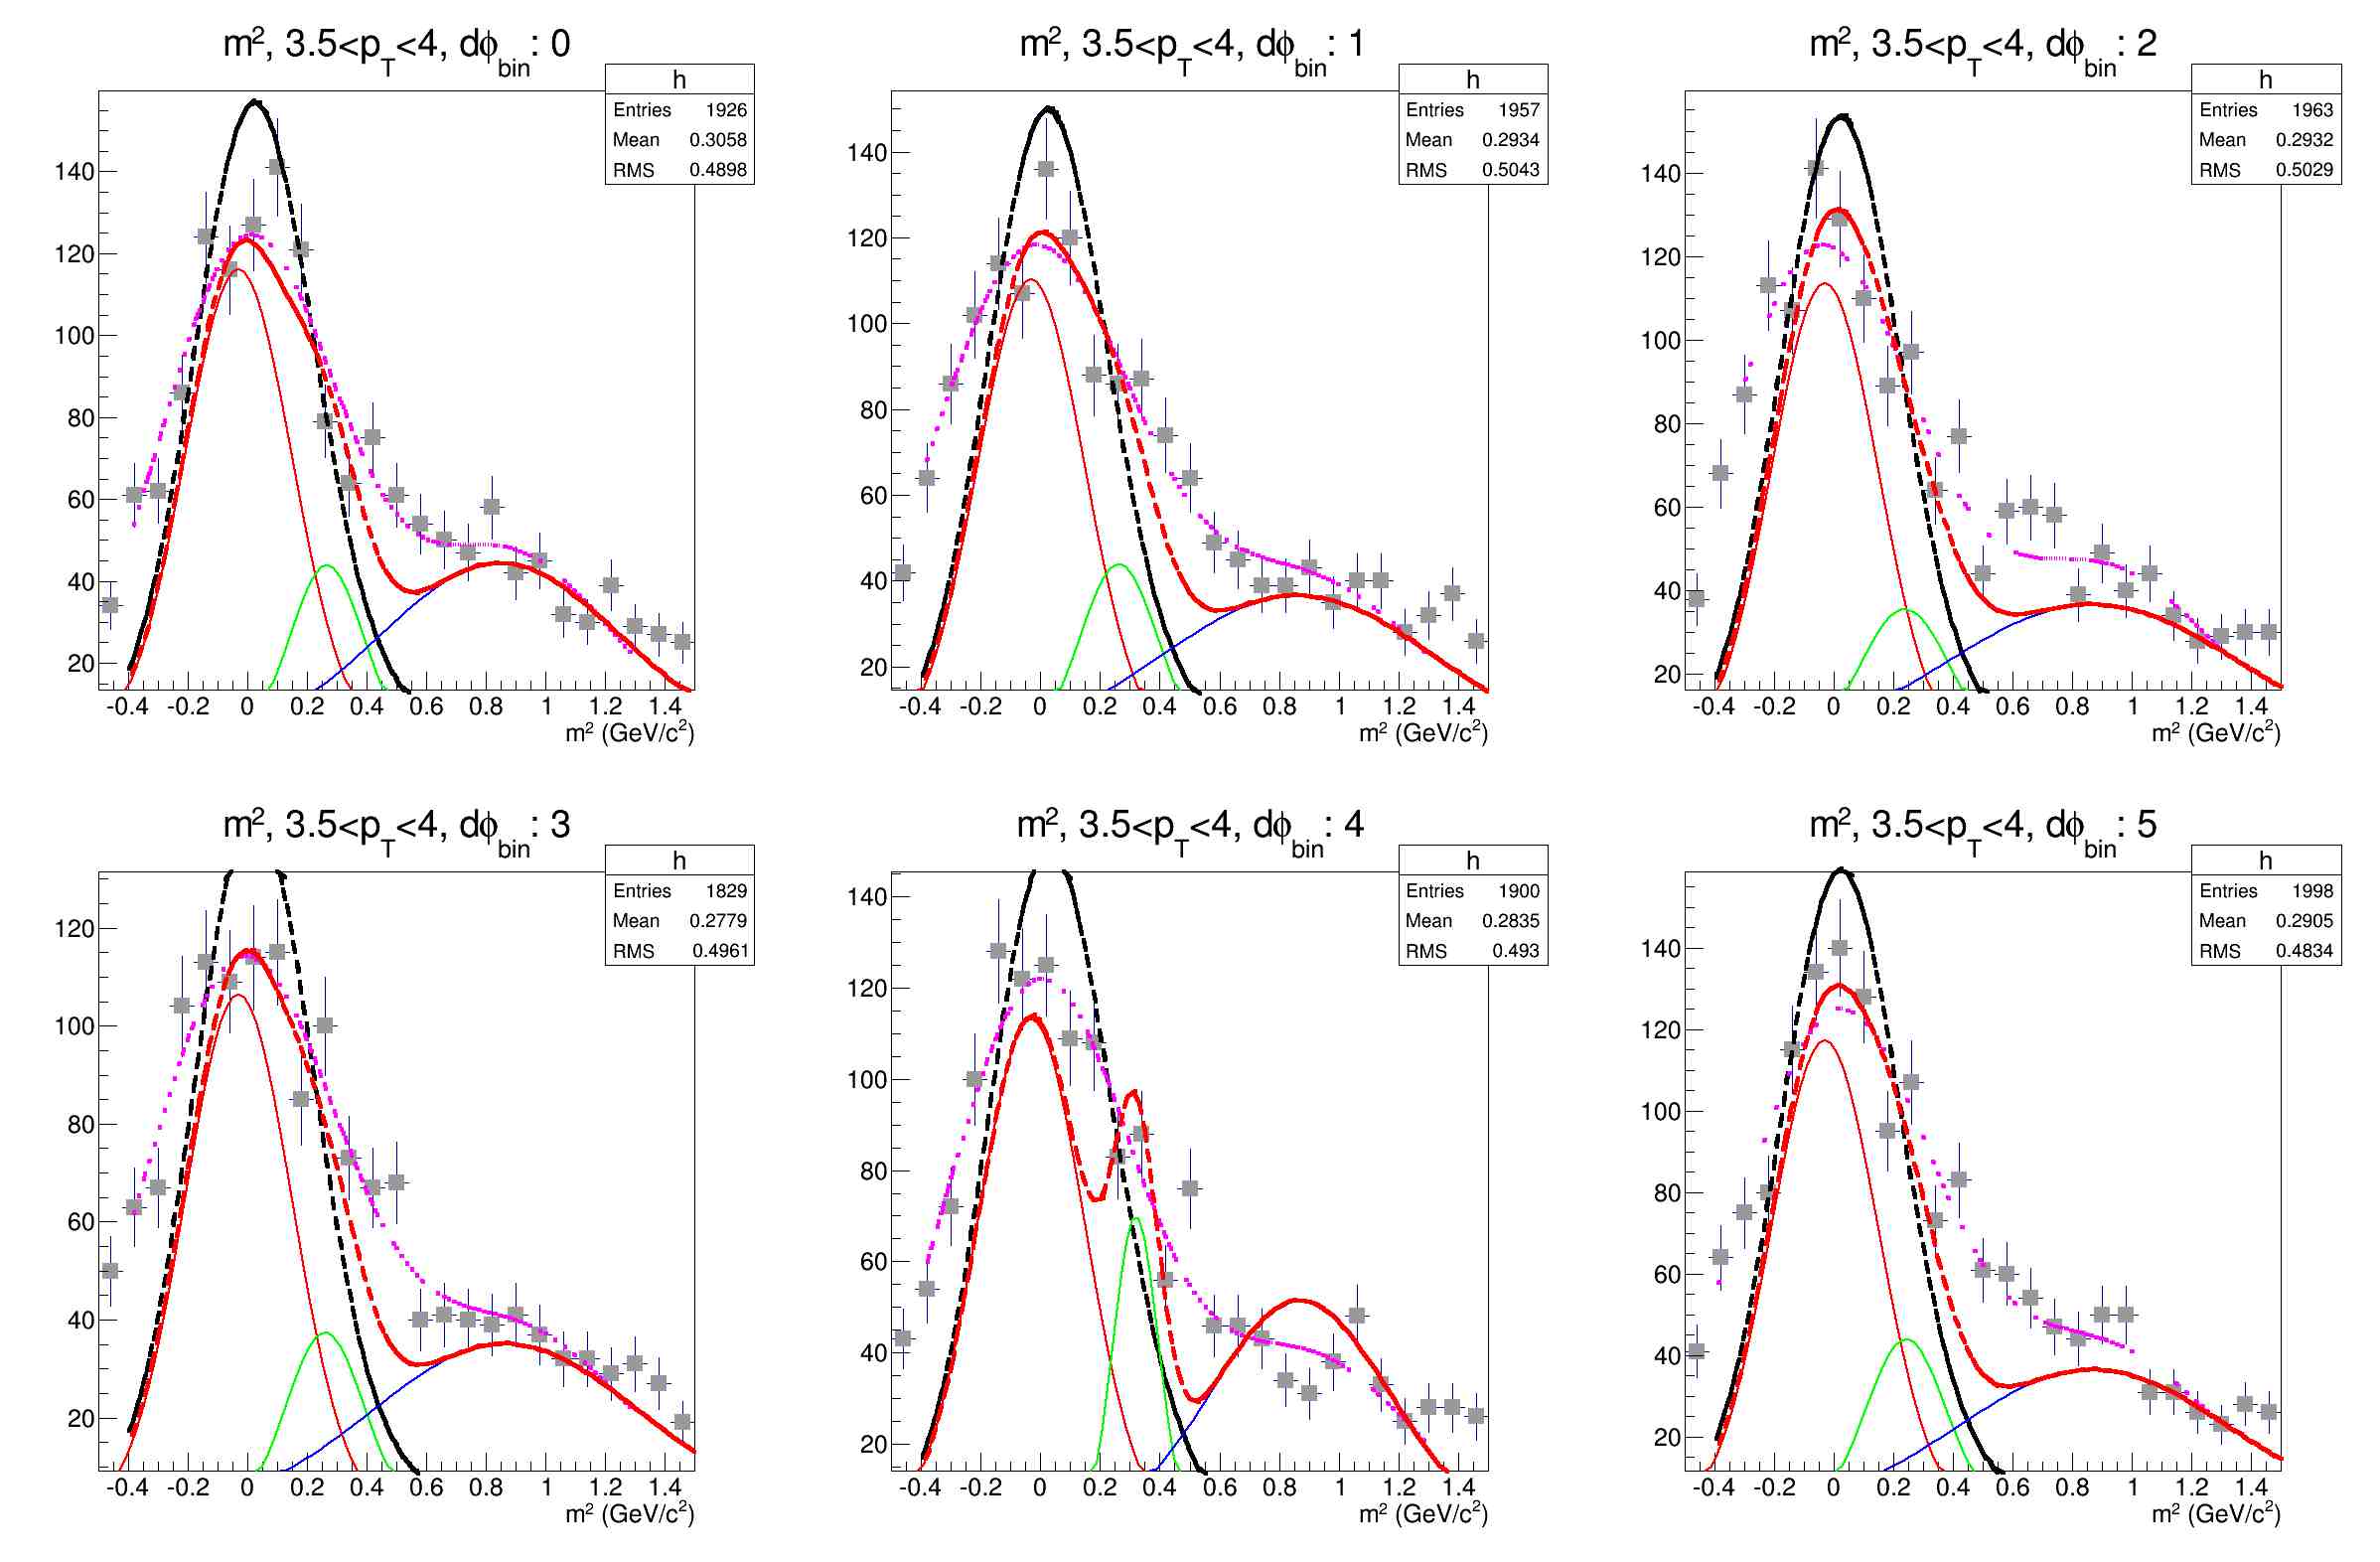 m², 3.5<p_T<4, dϕ_bin : 0
h
Entries 1926
Mean 0.3058
RMS 0.4898
140
120
100
80
60
40
20
-0.4 -0.2 0 0.2 0.4 0.6 0.8 1 1.2 1.4
m² (GeV/c²)
m², 3.5<p_T<4, dϕ_bin : 1
h
Entries 1957
Mean 0.2934
RMS 0.5043
140
120
100
80
60
40
20
-0.4 -0.2 0 0.2 0.4 0.6 0.8 1 1.2 1.4
m² (GeV/c²)
m², 3.5<p_T<4, dϕ_bin : 2
h
Entries 1963
Mean 0.2932
RMS 0.5029
140
120
100
80
60
40
20
-0.4 -0.2 0 0.2 0.4 0.6 0.8 1 1.2 1.4
m² (GeV/c²)
m², 3.5<p_T<4, dϕ_bin : 3
h
Entries 1829
Mean 0.2779
RMS 0.4961
120
100
80
60
40
20
-0.4 -0.2 0 0.2 0.4 0.6 0.8 1 1.2 1.4
m² (GeV/c²)
m², 3.5<p_T<4, dϕ_bin : 4
h
Entries 1900
Mean 0.2835
RMS 0.493
140
120
100
80
60
40
20
-0.4 -0.2 0 0.2 0.4 0.6 0.8 1 1.2 1.4
m² (GeV/c²)
m², 3.5<p_T<4, dϕ_bin : 5
h
Entries 1998
Mean 0.2905
RMS 0.4834
140
120
100
80
60
40
20
-0.4 -0.2 0 0.2 0.4 0.6 0.8 1 1.2 1.4
m² (GeV/c²)